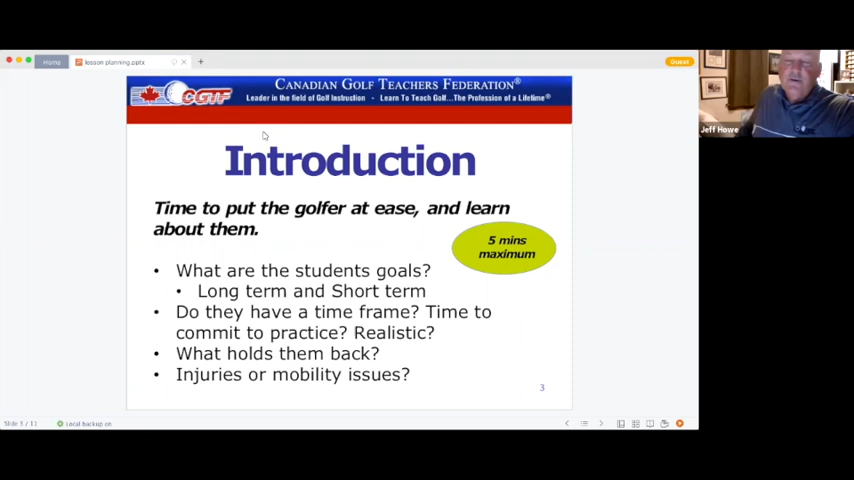 Home
lesson planning.pptx
Guest
CGTF
CANADIAN GOLF TEACHERS FEDERATION®
Leader in the field of Golf Instruction - Learn To Teach Golf...The Profession of a Lifetime®
Jeff Howe
Introduction
Time to put the golfer at ease, and learn
about them.
5 mins
maximum
• What are the students goals?
• Long term and Short term
• Do they have a time frame? Time to
commit to practice? Realistic?
• What holds them back?
• Injuries or mobility issues?
3
Slide 3 / 11
Local backup on